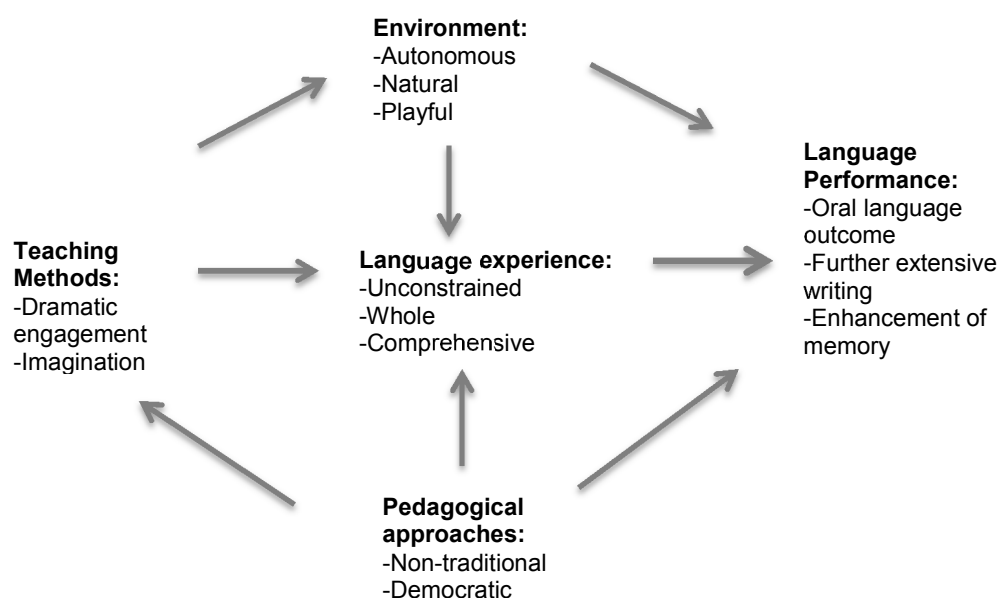 Environment:
-Autonomous
-Natural
-Playful
Teaching
Methods:
-Dramatic
engagement
-Imagination
Language experience:
-Unconstrained
-Whole
-Comprehensive
Language
Performance:
-Oral language
outcome
-Further extensive
writing
-Enhancement of
memory
Pedagogical
approaches:
-Non-traditional
-Democratic